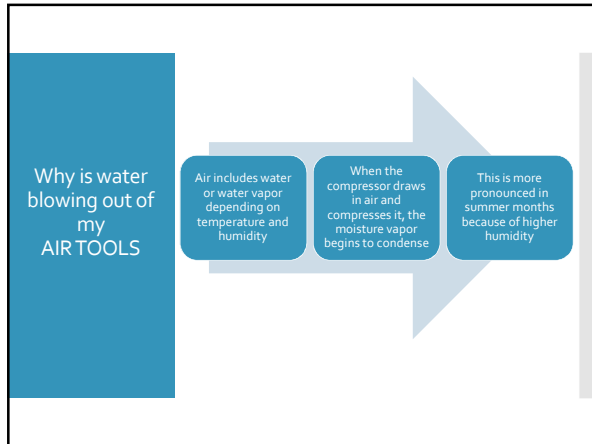 Why is water
blowing out of
my
AIR TOOLS
Air includes water
or water vapor
depending on
temperature and
humidity
When the
compressor draws
in air and
compresses it, the
moisture vapor
begins to condense
This is more
pronounced in
summer months
because of higher
humidity